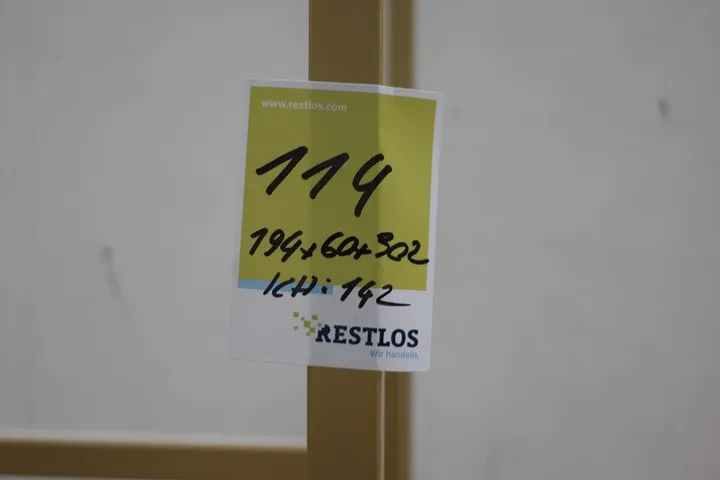 www.restlos.com
114
194x60x302
KH: 142
RESTLOS
Wir handeln.